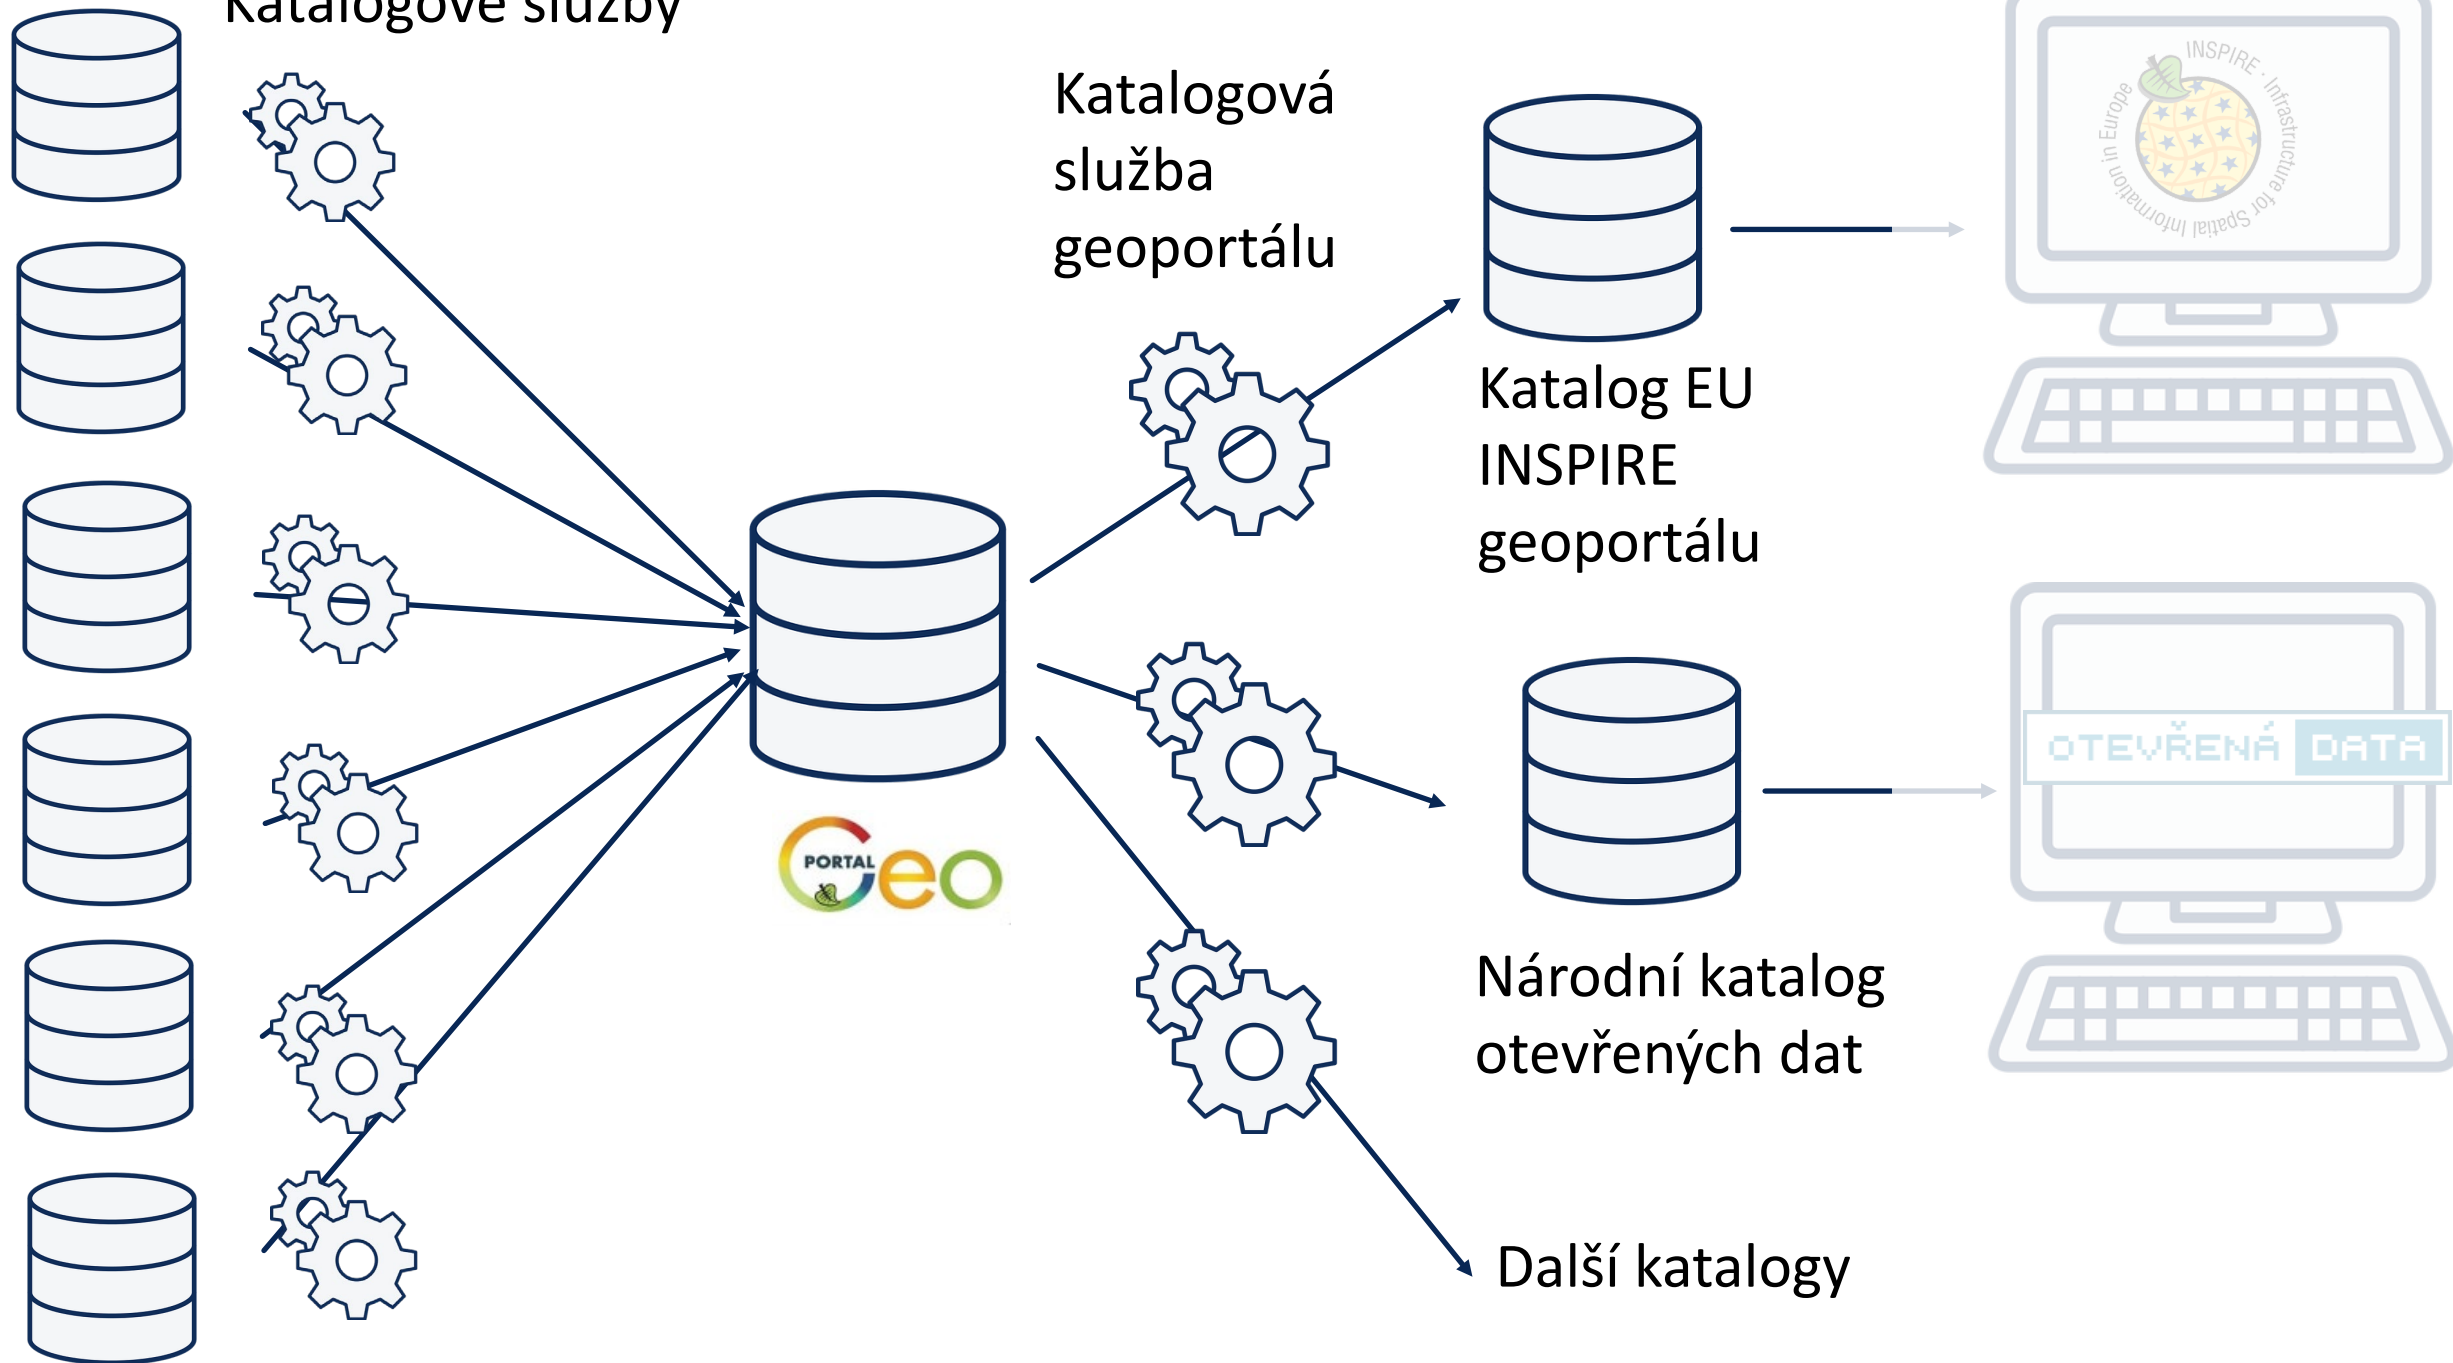 Katalogové služby
Katalogová
služba
geoportálu
INSPIRE · Infrastructure for Spatial Information in Europe
Katalog EU
INSPIRE
geoportálu
OTEVŘENÁ DATA
PORTAL
Geo
Národní katalog
otevřených dat
Další katalogy